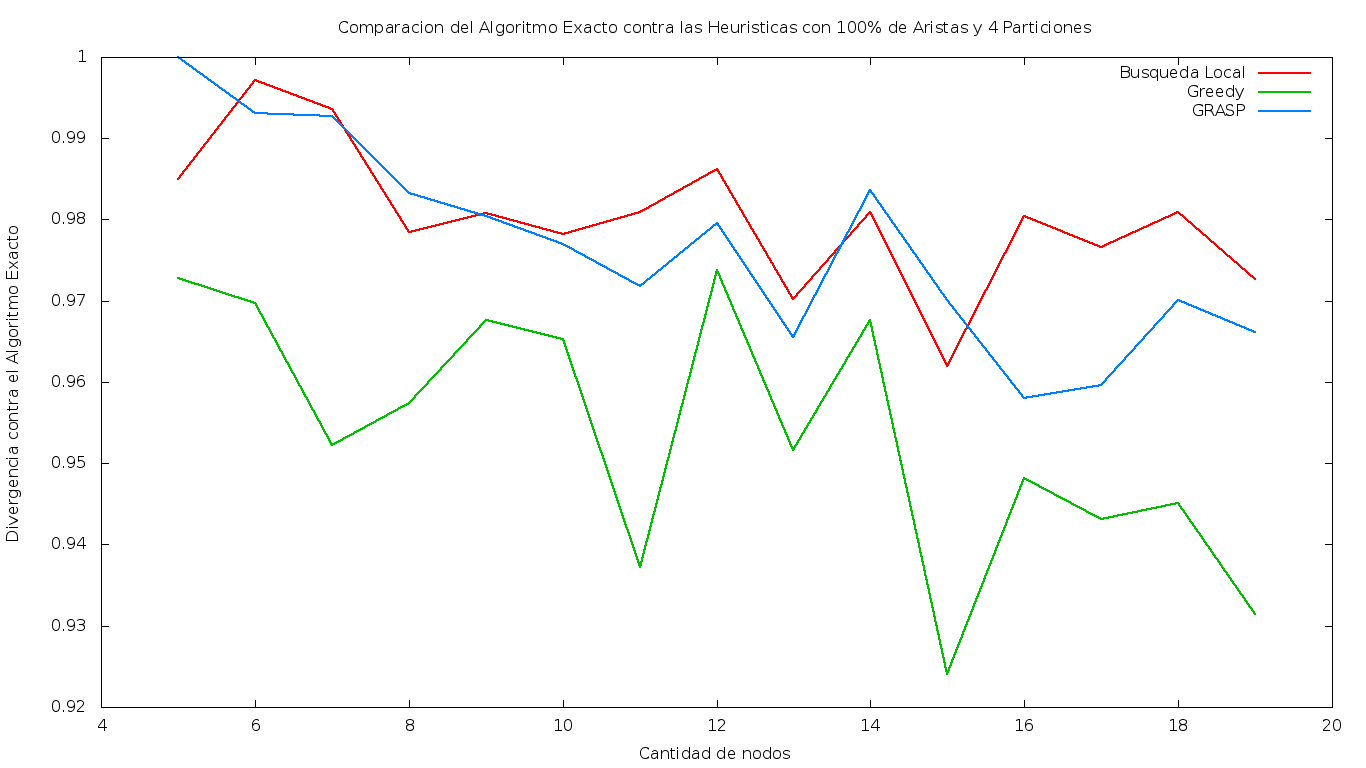 Comparacion del Algoritmo Exacto contra las Heuristicas con 100% de Aristas y 4 Particiones
Busqueda Local
Greedy
GRASP
Divergencia contra el Algoritmo Exacto
1
0.99
0.98
0.97
0.96
0.95
0.94
0.93
0.92
4 6 8 10 12 14 16 18 20
Cantidad de nodos